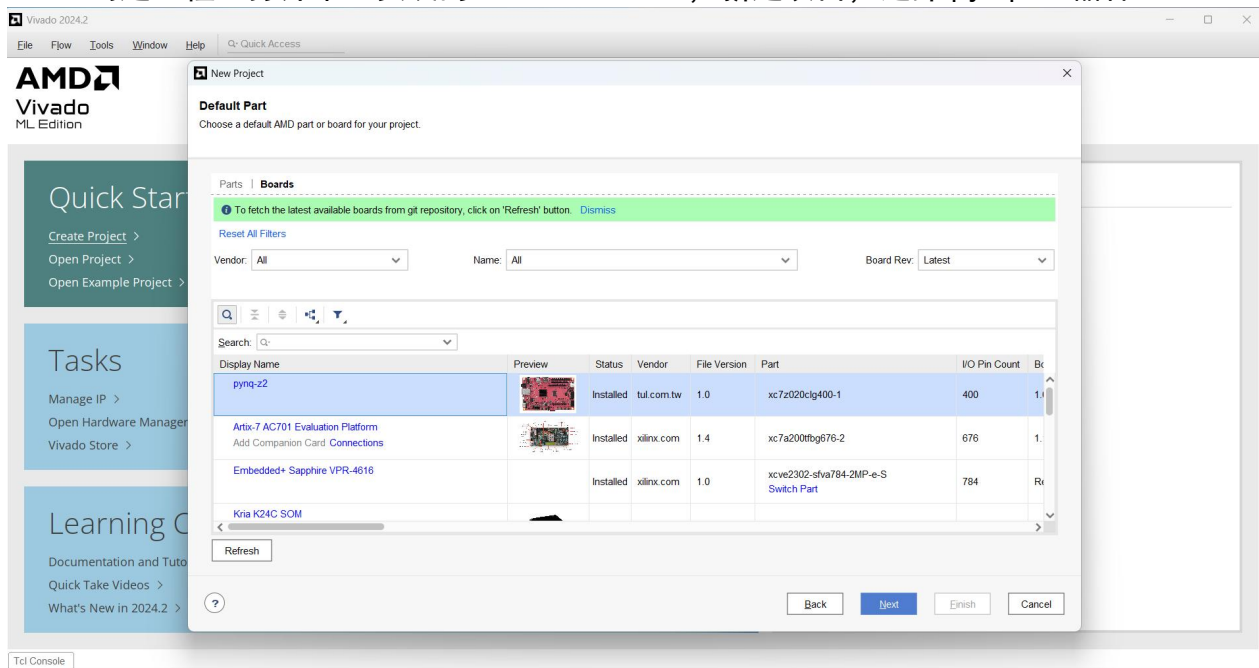 Vivado 2024.2
File Flow Tools Window Help Quick Access
AMD
Vivado
ML Edition
New Project
Default Part
Choose a default AMD part or board for your project.
Quick Star
Create Project >
Open Project >
Open Example Project >
Parts | Boards
To fetch the latest available boards from git repository, click on 'Refresh' button. Dismiss
Reset All Filters
Vendor: All Name: All Board Rev: Latest
Search: Q-
Display Name Preview Status Vendor File Version Part I/O Pin Count Bo
pynq-z2 Installed tul.com.tw 1.0 xc7z020clg400-1 400 1.
Artix-7 AC701 Evaluation Platform Installed xilinx.com 1.4 xc7a200tfbg676-2 676 1.
Add Companion Card Connections
Embedded+ Sapphire VPR-4616 Installed xilinx.com 1.0 xcve2302-sfva784-2MP-e-S 784 Re
Switch Part
Kria K24C SOM
Refresh
Tasks
Manage IP >
Open Hardware Manager
Vivado Store >
Learning C
Documentation and Tuto
Quick Take Videos >
What's New in 2024.2 >
? Back Next Finish Cancel
Tcl Console